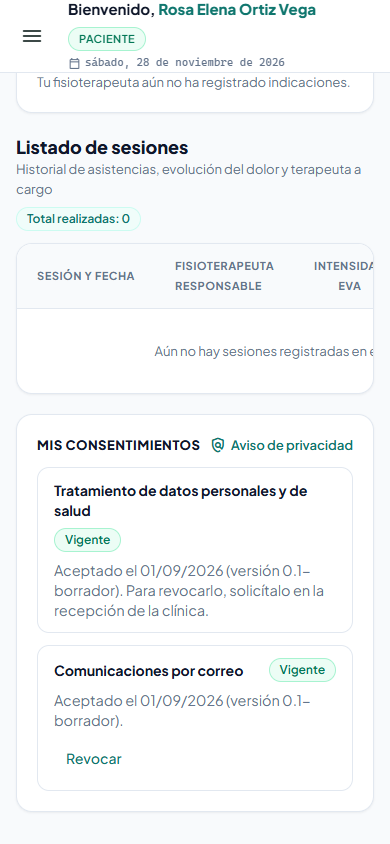 Bienvenido, Rosa Elena Ortiz Vega
PACIENTE
sábado, 28 de noviembre de 2026
Tu fisioterapeuta aún no ha registrado indicaciones.
Listado de sesiones
Historial de asistencias, evolución del dolor y terapeuta a
cargo
Total realizadas: 0
SESIÓN Y FECHA
FISIOTERAPEUTA
RESPONSABLE
INTENSIDA
EVA
Aún no hay sesiones registradas en e
MIS CONSENTIMIENTOS
Aviso de privacidad
Tratamiento de datos personales y de
salud
Vigente
Aceptado el 01/09/2026 (versión 0.1–
borrador). Para revocarlo, solicítalo en la
recepción de la clínica.
Comunicaciones por correo
Vigente
Aceptado el 01/09/2026 (versión 0.1–
borrador).
Revocar